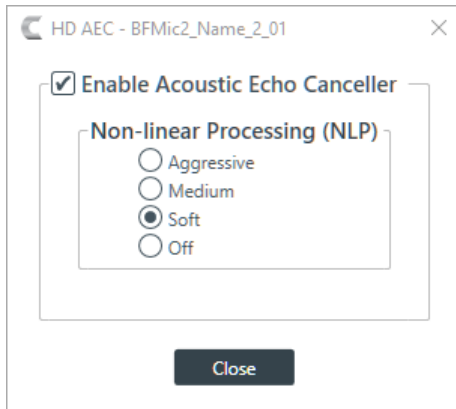 HD AEC - BFMic2_Name_2_01
Enable Acoustic Echo Canceller
Non-linear Processing (NLP)
Aggressive
Medium
Soft
Off
Close